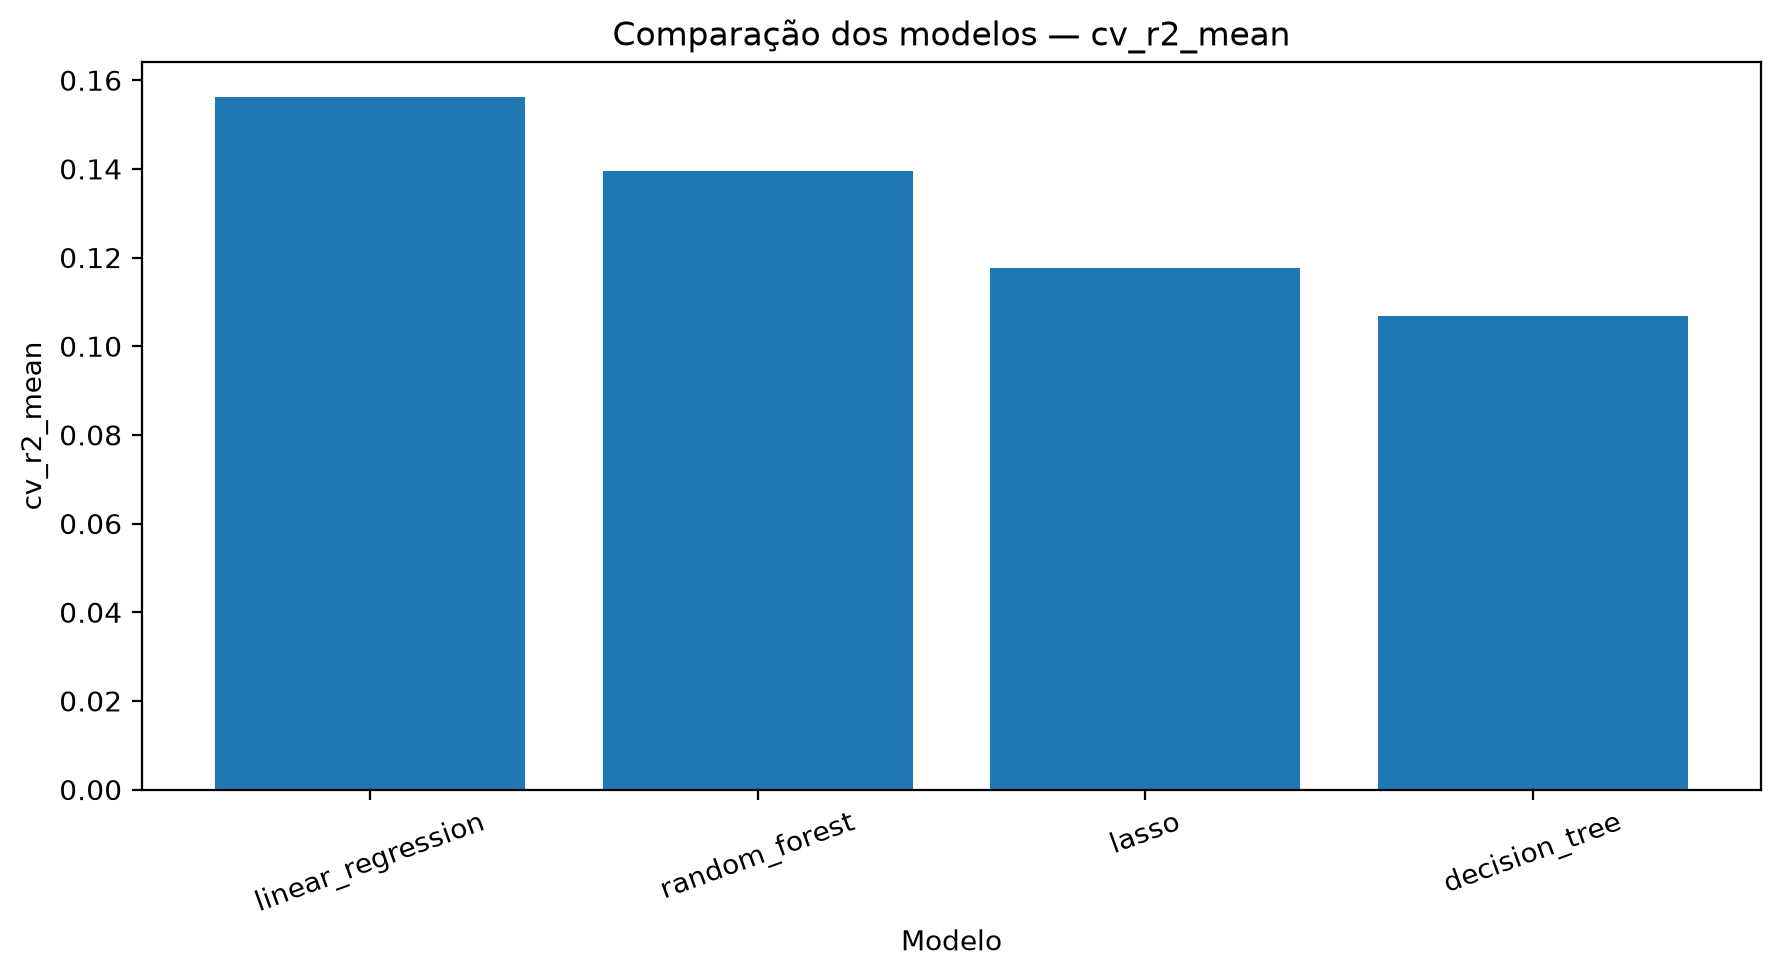 Comparação dos modelos — cv_r2_mean
cv_r2_mean
0.16
0.14
0.12
0.10
0.08
0.06
0.04
0.02
0.00
linear_regression
random_forest
lasso
decision_tree
Modelo